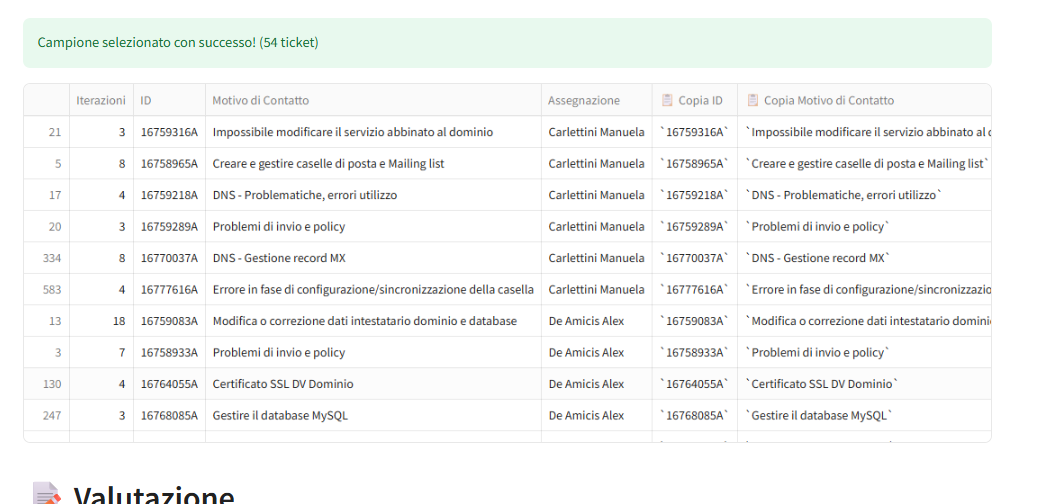 Campione selezionato con successo! (54 ticket)
Iterazioni ID Motivo di Contatto Assegnazione 📋 Copia ID 📋 Copia Motivo di Contatto
21 3 16759316A Impossibile modificare il servizio abbinato al dominio Carlettini Manuela `16759316A` `Impossibile modificare il servizio abbinato al d
5 8 16758965A Creare e gestire caselle di posta e Mailing list Carlettini Manuela `16758965A` `Creare e gestire caselle di posta e Mailing list`
17 4 16759218A DNS - Problematiche, errori utilizzo Carlettini Manuela `16759218A` `DNS - Problematiche, errori utilizzo`
20 3 16759289A Problemi di invio e policy Carlettini Manuela `16759289A` `Problemi di invio e policy`
334 8 16770037A DNS - Gestione record MX Carlettini Manuela `16770037A` `DNS - Gestione record MX`
583 4 16777616A Errore in fase di configurazione/sincronizzazione della casella Carlettini Manuela `16777616A` `Errore in fase di configurazione/sincronizzazio
13 18 16759083A Modifica o correzione dati intestatario dominio e database De Amicis Alex `16759083A` `Modifica o correzione dati intestatario domini
3 7 16758933A Problemi di invio e policy De Amicis Alex `16758933A` `Problemi di invio e policy`
130 4 16764055A Certificato SSL DV Dominio De Amicis Alex `16764055A` `Certificato SSL DV Dominio`
247 3 16768085A Gestire il database MySQL De Amicis Alex `16768085A` `Gestire il database MySQL`
Valutazione